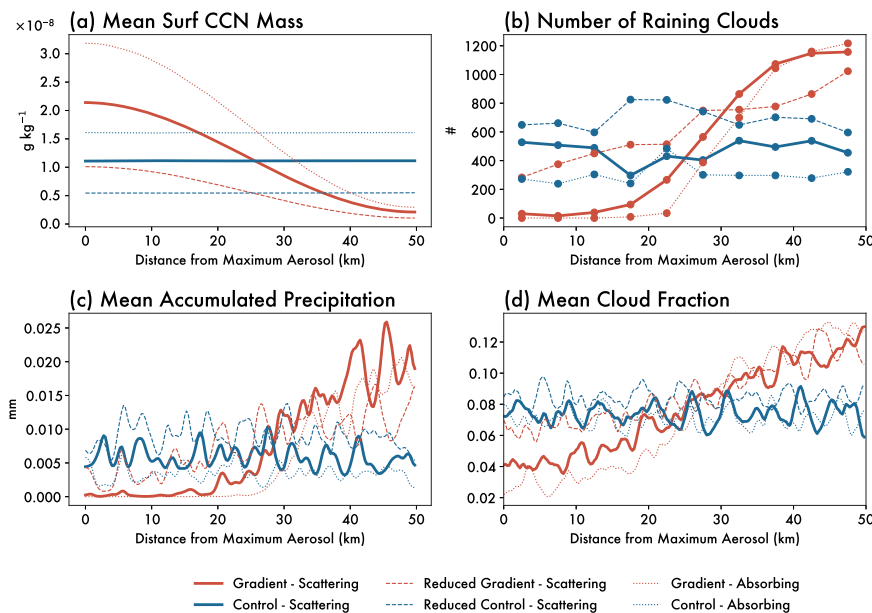 (a) Mean Surf CCN Mass
×10⁻⁸
3.0
2.5
2.0
1.5
1.0
0.5
0.0
g kg⁻¹
0 10 20 30 40 50
Distance from Maximum Aerosol (km)
(b) Number of Raining Clouds
1200
1000
800
600
400
200
0
#
0 10 20 30 40 50
Distance from Maximum Aerosol (km)
(c) Mean Accumulated Precipitation
0.025
0.020
0.015
0.010
0.005
0.000
mm
0 10 20 30 40 50
Distance from Maximum Aerosol (km)
(d) Mean Cloud Fraction
0.12
0.10
0.08
0.06
0.04
0.02
0 10 20 30 40 50
Distance from Maximum Aerosol (km)
Gradient - Scattering Reduced Gradient - Scattering Gradient - Absorbing
Control - Scattering Reduced Control - Scattering Control - Absorbing